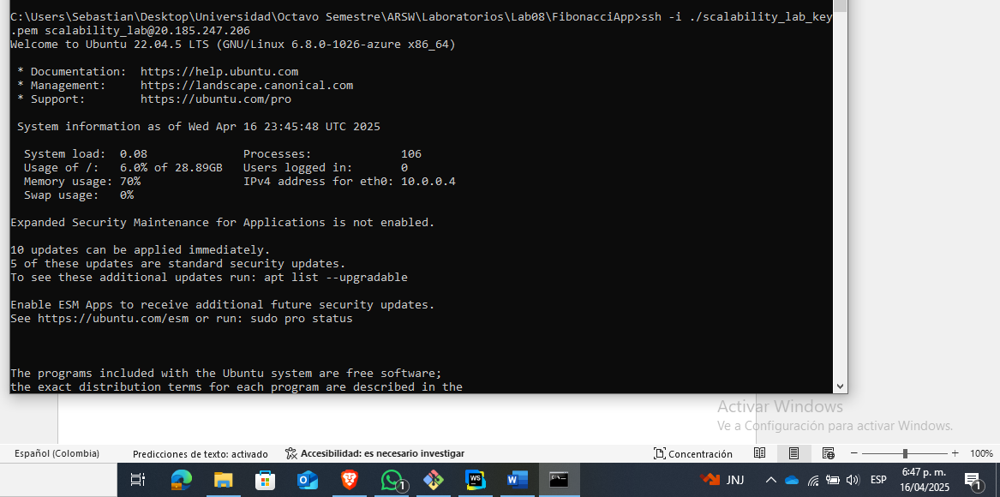 C:\Users\Sebastian\Desktop\Universidad\Octavo Semestre\ARSW\Laboratorios\Lab08\FibonacciApp>ssh -i ./scalability_lab_key
.pem scalability_lab@20.185.247.206
Welcome to Ubuntu 22.04.5 LTS (GNU/Linux 6.8.0-1026-azure x86_64)
* Documentation:  https://help.ubuntu.com
* Management:     https://landscape.canonical.com
* Support:        https://ubuntu.com/pro
System information as of Wed Apr 16 23:45:48 UTC 2025
System load:  0.08              Processes:             106
Usage of /:   6.0% of 28.89GB   Users logged in:       0
Memory usage: 70%               IPv4 address for eth0: 10.0.0.4
Swap usage:   0%
Expanded Security Maintenance for Applications is not enabled.
10 updates can be applied immediately.
5 of these updates are standard security updates.
To see these additional updates run: apt list --upgradable
Enable ESM Apps to receive additional future security updates.
See https://ubuntu.com/esm or run: sudo pro status
The programs included with the Ubuntu system are free software;
the exact distribution terms for each program are described in the
Activar Windows
Ve a Configuración para activar Windows.
Español (Colombia) Predicciones de texto: activado Accesibilidad: es necesario investigar Concentración 100%
WS
1
JNJ ESP 6:47 p. m.
16/04/2025
1